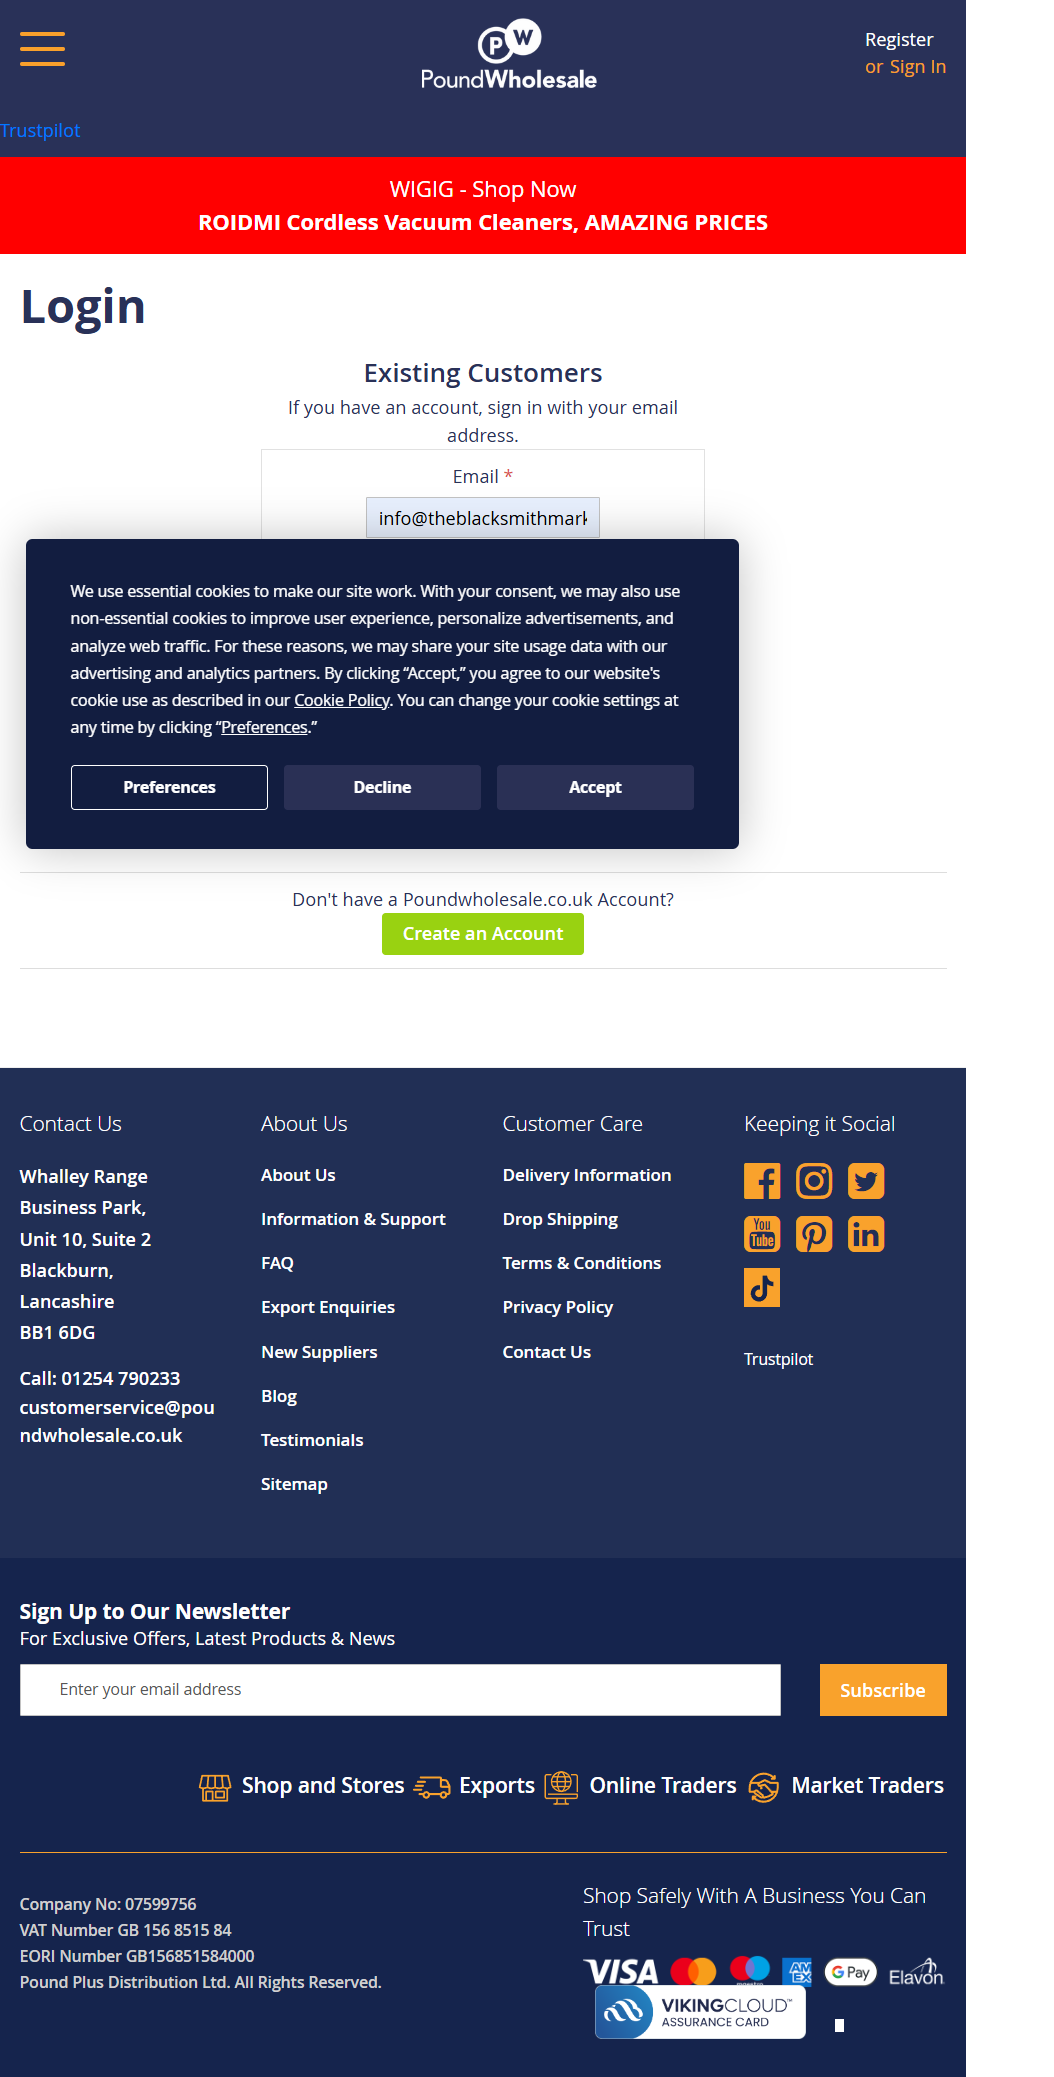 PW
PoundWholesale
Register
or Sign In
Trustpilot
WIGIG - Shop Now
ROIDMI Cordless Vacuum Cleaners, AMAZING PRICES
Login
Existing Customers
If you have an account, sign in with your email
address.
Email *
info@theblacksmithmark
We use essential cookies to make our site work. With your consent, we may also use
non-essential cookies to improve user experience, personalize advertisements, and
analyze web traffic. For these reasons, we may share your site usage data with our
advertising and analytics partners. By clicking “Accept,” you agree to our website's
cookie use as described in our Cookie Policy. You can change your cookie settings at
any time by clicking “Preferences.”
Preferences Decline Accept
Don't have a Poundwholesale.co.uk Account?
Create an Account
Contact Us
Whalley Range
Business Park,
Unit 10, Suite 2
Blackburn,
Lancashire
BB1 6DG
Call: 01254 790233
customerservice@pou
ndwholesale.co.uk
About Us
About Us
Information & Support
FAQ
Export Enquiries
New Suppliers
Blog
Testimonials
Sitemap
Customer Care
Delivery Information
Drop Shipping
Terms & Conditions
Privacy Policy
Contact Us
Keeping it Social
You
Tube
in
Trustpilot
Sign Up to Our Newsletter
For Exclusive Offers, Latest Products & News
Enter your email address
Subscribe
Shop and Stores Exports Online Traders Market Traders
Company No: 07599756
VAT Number GB 156 8515 84
EORI Number GB156851584000
Pound Plus Distribution Ltd. All Rights Reserved.
Shop Safely With A Business You Can
Trust
VISA maestro AMEX G Pay Elavon
VIKINGCLOUD™
ASSURANCE CARD